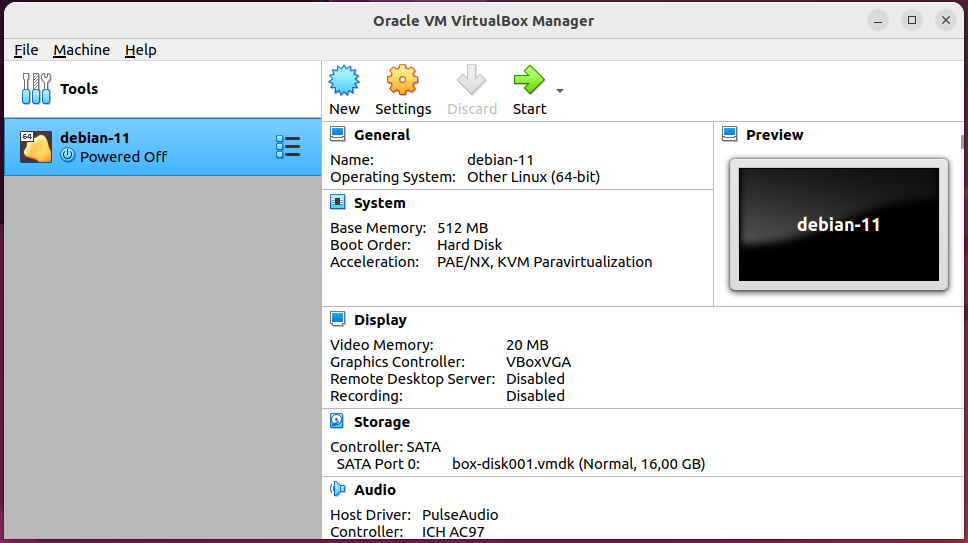 Oracle VM VirtualBox Manager
File Machine Help
Tools
New Settings Discard Start
64
debian-11
Powered Off
General
Name: debian-11
Operating System: Other Linux (64-bit)
System
Base Memory: 512 MB
Boot Order: Hard Disk
Acceleration: PAE/NX, KVM Paravirtualization
Preview
debian-11
Display
Video Memory: 20 MB
Graphics Controller: VBoxVGA
Remote Desktop Server: Disabled
Recording: Disabled
Storage
Controller: SATA
SATA Port 0: box-disk001.vmdk (Normal, 16,00 GB)
Audio
Host Driver: PulseAudio
Controller: ICH AC97